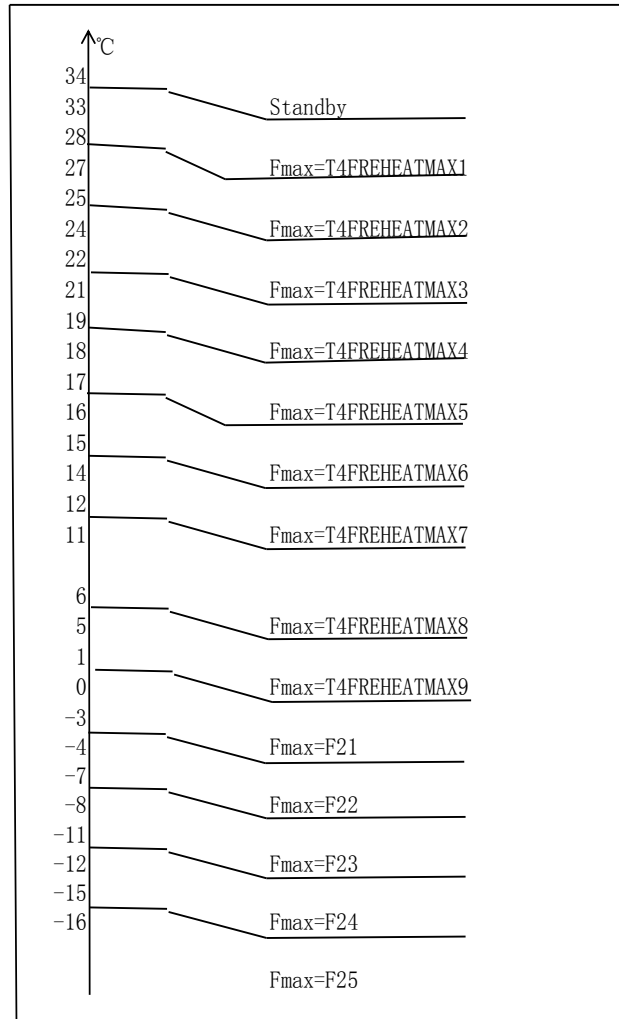 ℃
34
33 Standby
28
27 Fmax=T4FREHEATMAX1
25
24 Fmax=T4FREHEATMAX2
22
21 Fmax=T4FREHEATMAX3
19
18 Fmax=T4FREHEATMAX4
17
16 Fmax=T4FREHEATMAX5
15
14 Fmax=T4FREHEATMAX6
12
11 Fmax=T4FREHEATMAX7
6
5 Fmax=T4FREHEATMAX8
1
0 Fmax=T4FREHEATMAX9
-3
-4 Fmax=F21
-7
-8 Fmax=F22
-11
-12 Fmax=F23
-15
-16 Fmax=F24
Fmax=F25